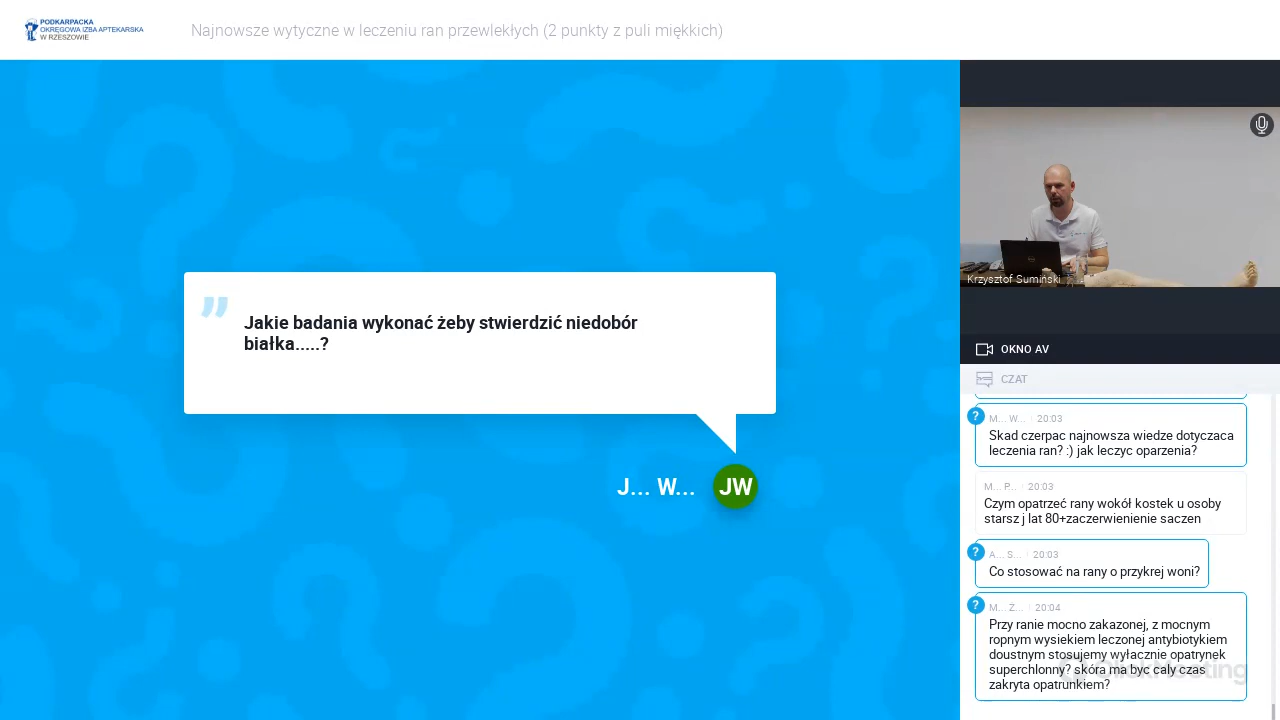 PODKARPACKA
OKRĘGOWA IZBA APTEKARSKA
W RZESZOWIE
Najnowsze wytyczne w leczeniu ran przewlekłych (2 punkty z puli miękkich)
Jakie badania wykonać żeby stwierdzić niedobór
białka.....?
J... W...
JW
Krzysztof Sumiński
OKNO AV
CZAT
?
M... W... 20:03
Skad czerpac najnowsza wiedze dotyczaca
leczenia ran? :) jak leczyc oparzenia?
M... P... 20:03
Czym opatrzeć rany wokół kostek u osoby
starsz j lat 80+zaczerwienienie saczen
?
A... S... 20:03
Co stosować na rany o przykrej woni?
?
M... Z... 20:04
Przy ranie mocno zakazonej, z mocnym
ropnym wysiekiem leczonej antybiotykiem
doustnym stosujemy wyłacznie opatrynek
superchlonny? skóra ma byc caly czas
zakryta opatrunkiem?
ClickMeeting